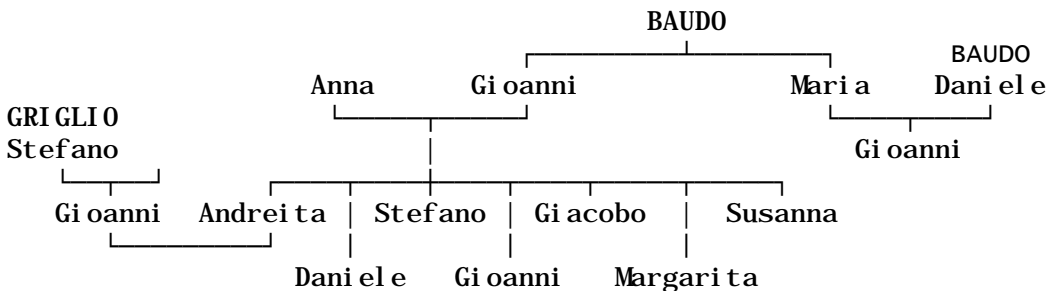 BAUDO
BAUDO
Anna Gioanni Maria Daniele
GRIGLIO
Stefano Gioanni
Gioanni Andreita Stefano Giacobo Susanna
Daniele Gioanni Margarita